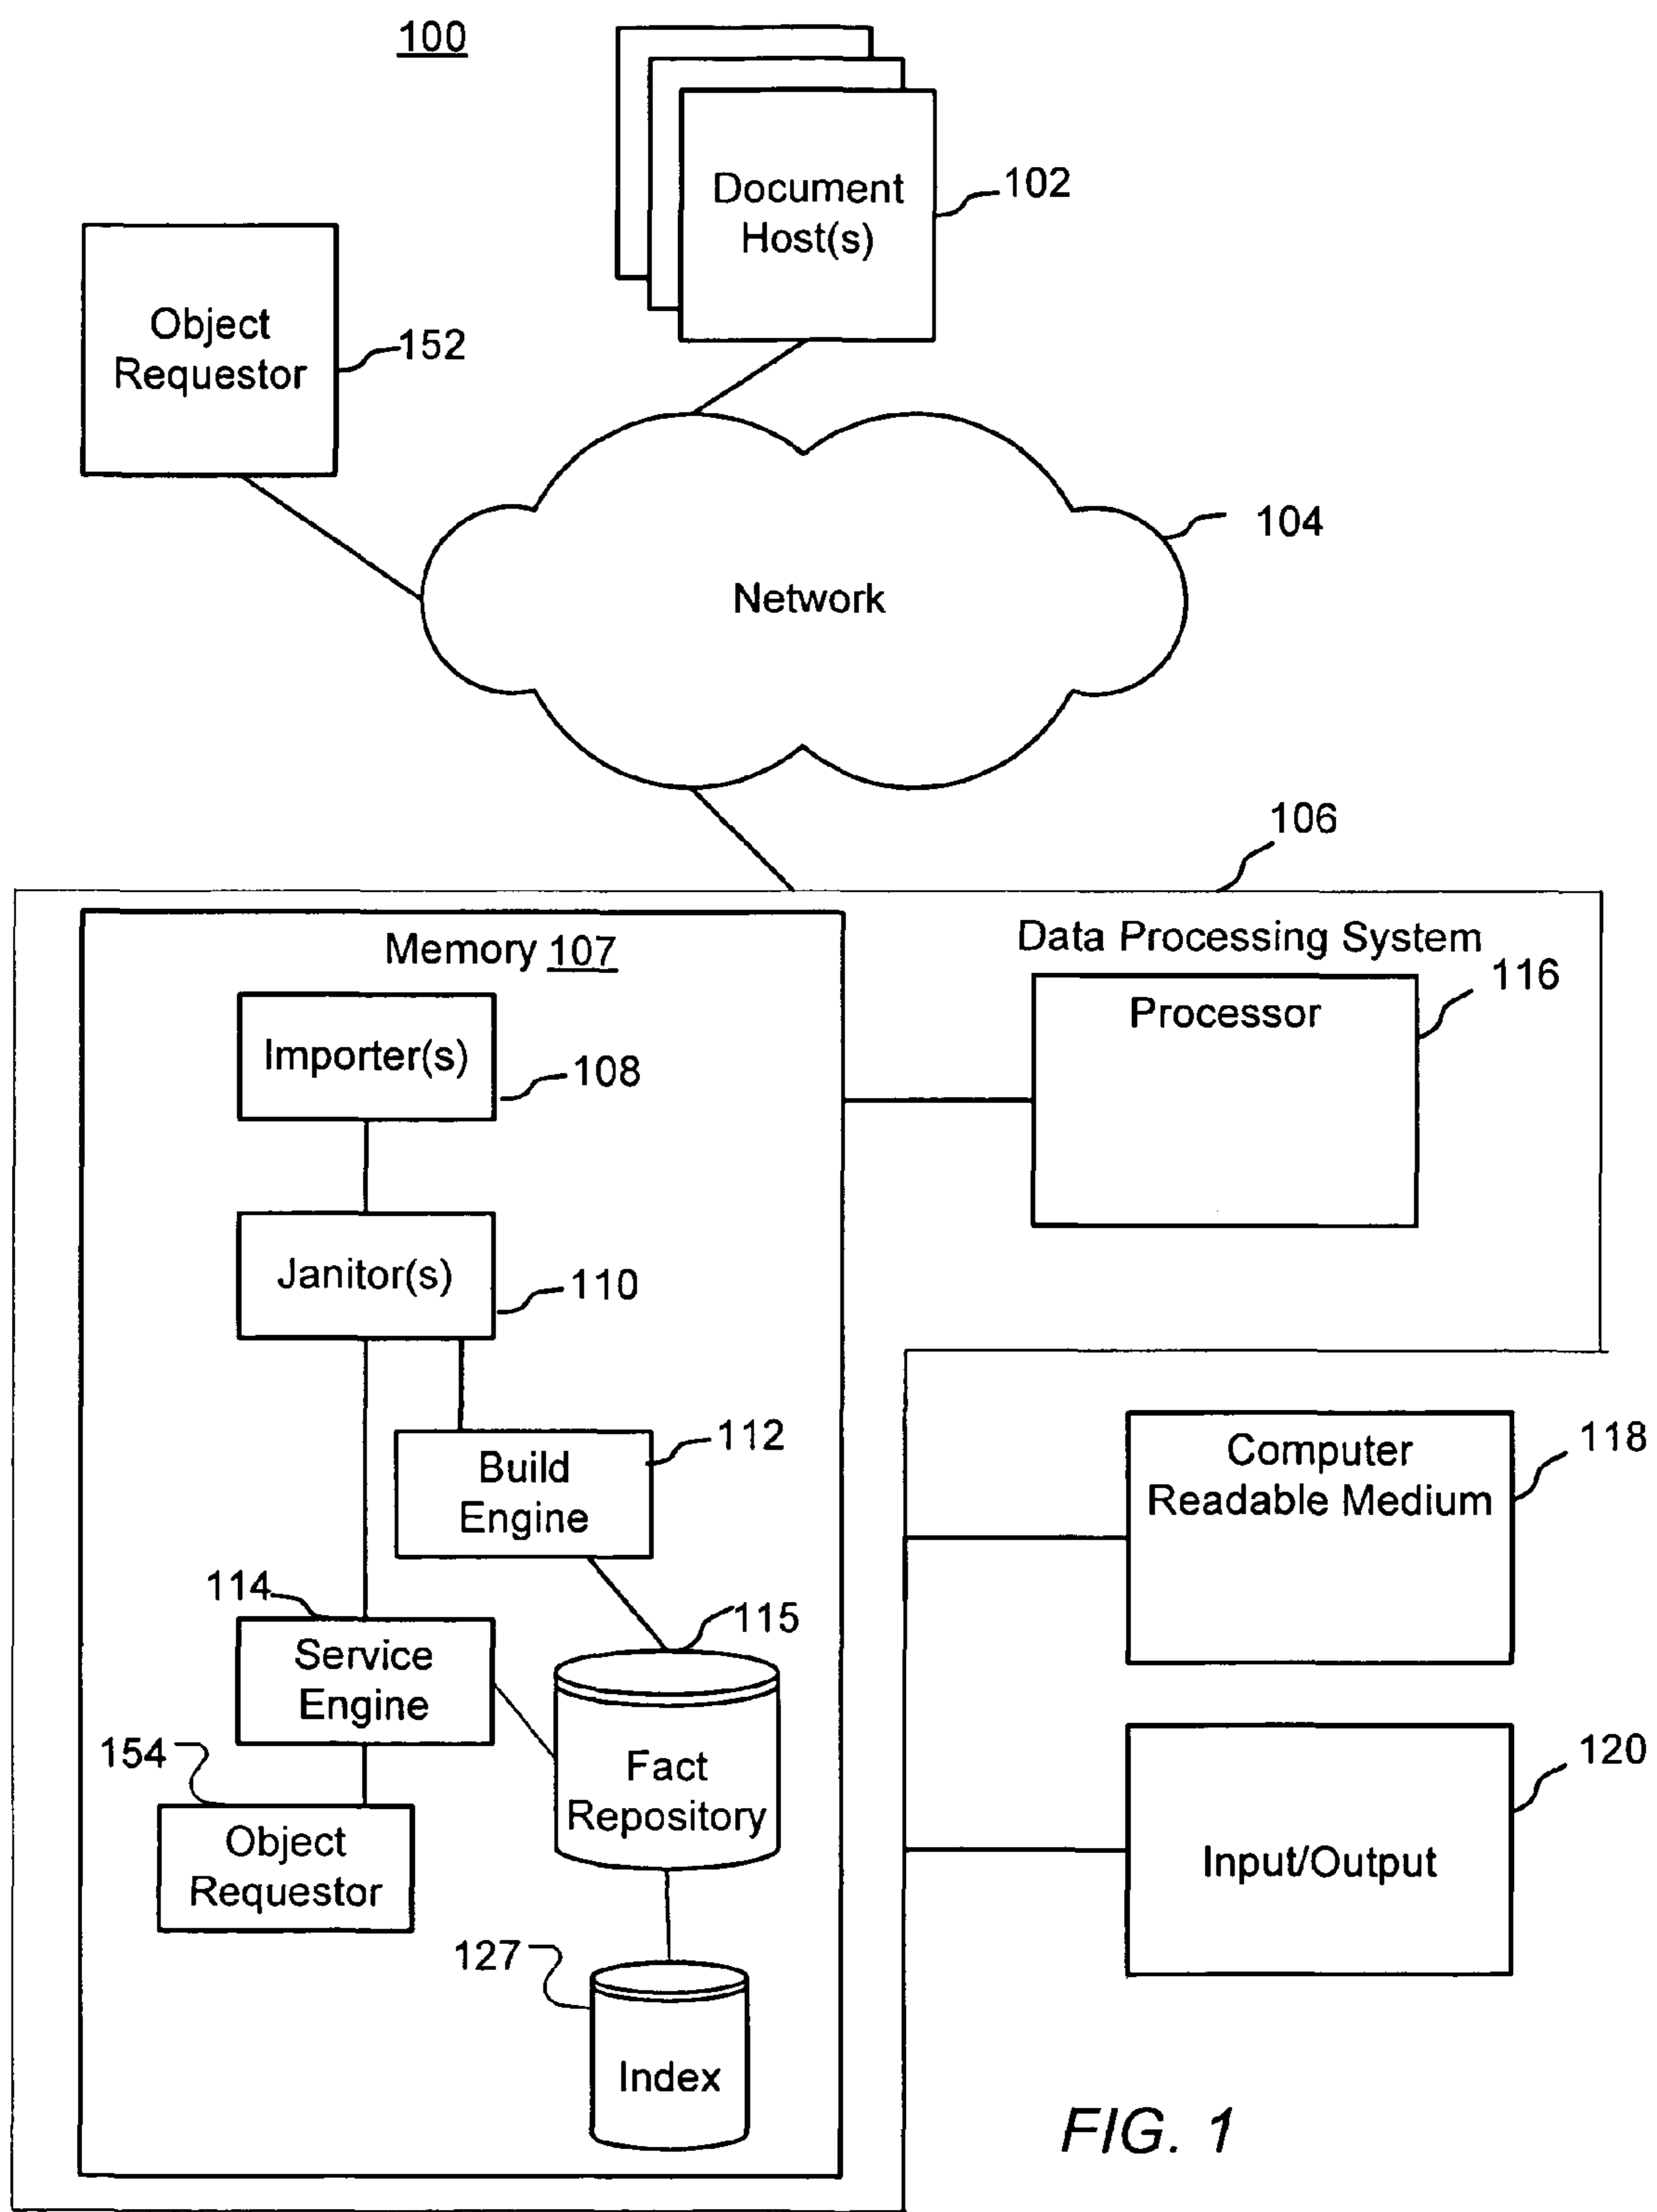 100
Document
Host(s)
102
Object
Requestor
152
104
Network
106
Memory 107
Data Processing System
116
Processor
Importer(s)
108
Janitor(s)
110
112
Build
Engine
Computer
Readable Medium
118
114
115
Service
Engine
154
Fact
Repository
120
Object
Requestor
Input/Output
127
Index
FIG. 1